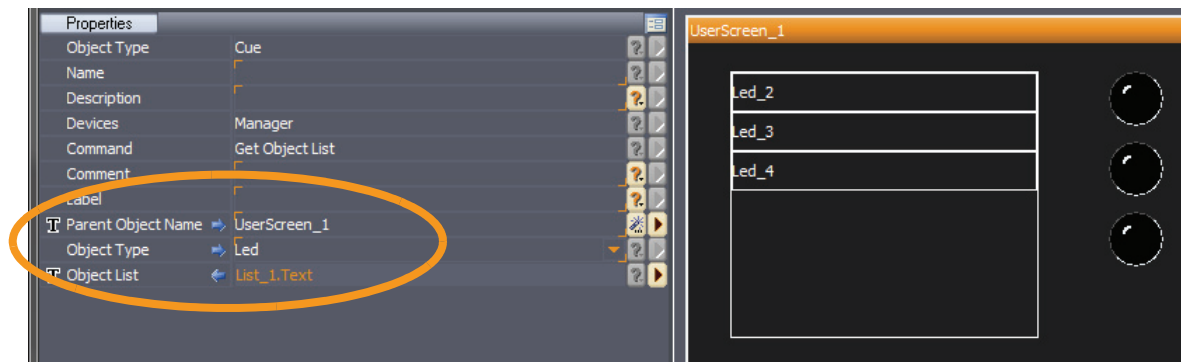 Properties
Object Type Cue
Name
Description
Devices Manager
Command Get Object List
Comment
Label
T Parent Object Name UserScreen_1
Object Type Led
T Object List List_1.Text
UserScreen_1
Led_2
Led_3
Led_4